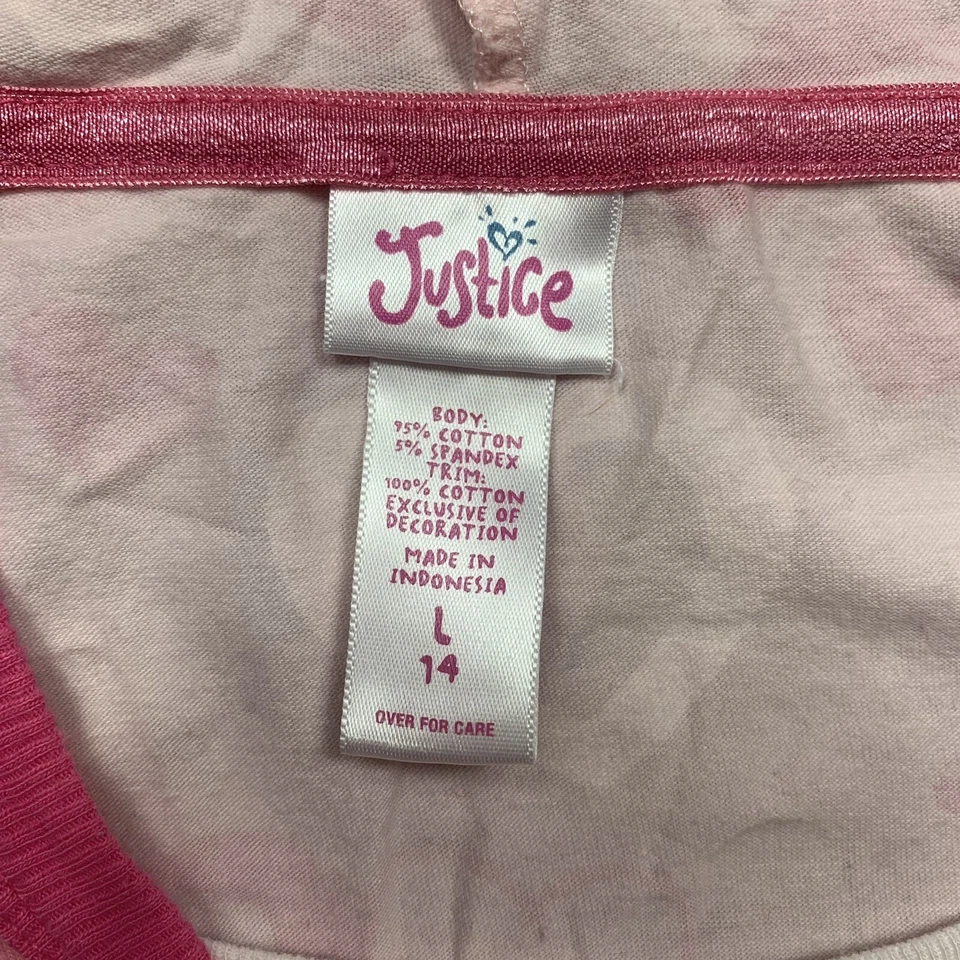 Justice
BODY:
95% COTTON
5% SPANDEX
TRIM:
100% COTTON
EXCLUSIVE OF
DECORATION
MADE IN
INDONESIA
L
14
OVER FOR CARE